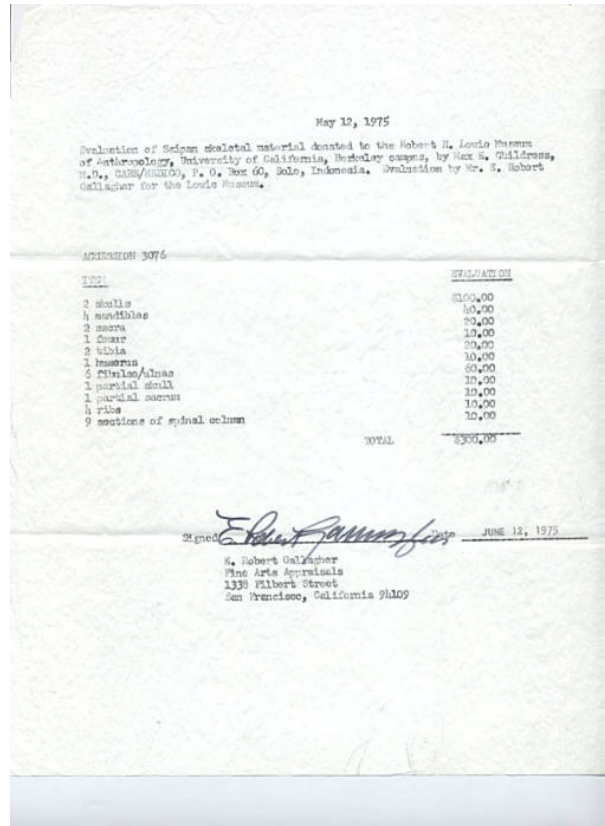 May 12, 1975
Evaluation of Saipan skeletal material donated to the Robert H. Lowie Museum
of Anthropology, University of California, Berkeley campus, by Max E. Childress,
M.D., CARE/MEDICO, P. O. Box 60, Solo, Indonesia. Evaluation by Mr. E. Robert
Gallagher for the Lowie Museum.
ACCESSION 3076
ITEM EVALUATION
2 skulls $100.00
4 mandibles 40.00
2 sacra 20.00
1 femur 10.00
2 tibia 20.00
1 humerus 10.00
6 fibulas/ulnas 60.00
1 partial skull 10.00
1 partial sacrum 10.00
4 ribs 10.00
9 sections of spinal column 10.00
TOTAL $300.00
Signed Date JUNE 12, 1975
E. Robert Gallagher
Fine Arts Appraisals
1338 Filbert Street
San Francisco, California 94109